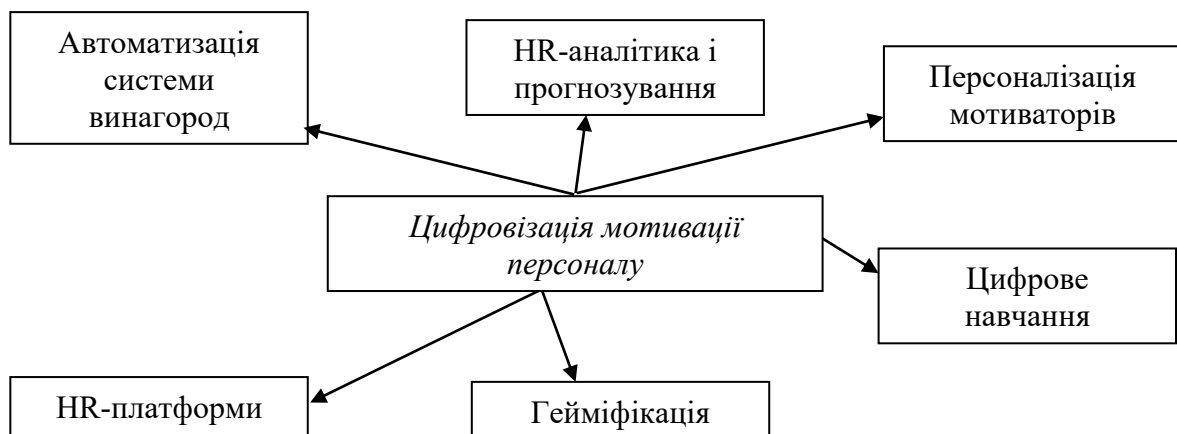 Автоматизація
системи
винагород
HR-аналітика і
прогнозування
Персоналізація
мотиваторів
Цифровізація мотивації
персоналу
Цифрове
навчання
HR-платформи
Гейміфікація